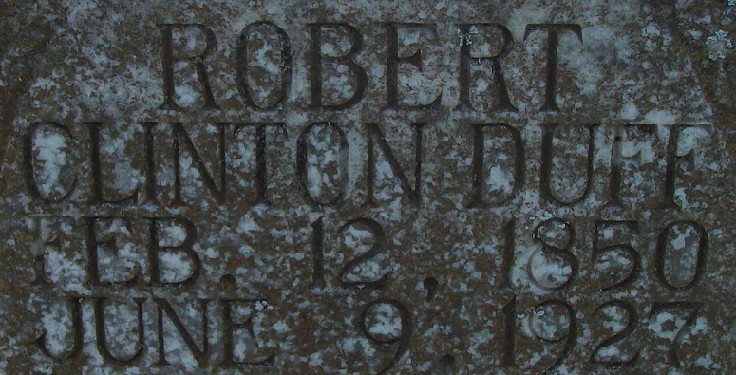 ROBERT
CLINTON DUFF
FEB. 12, 1850
JUNE 9, 1927